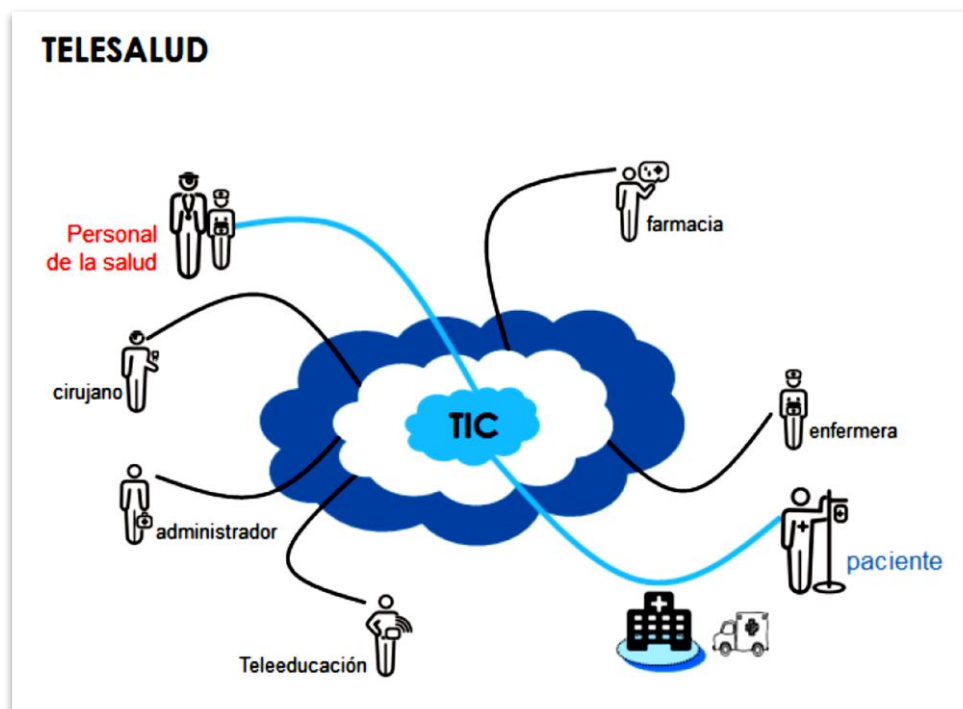 TELESALUD
Personal
de la salud
farmacia
cirujano
TIC
enfermera
administrador
paciente
Teleeducación